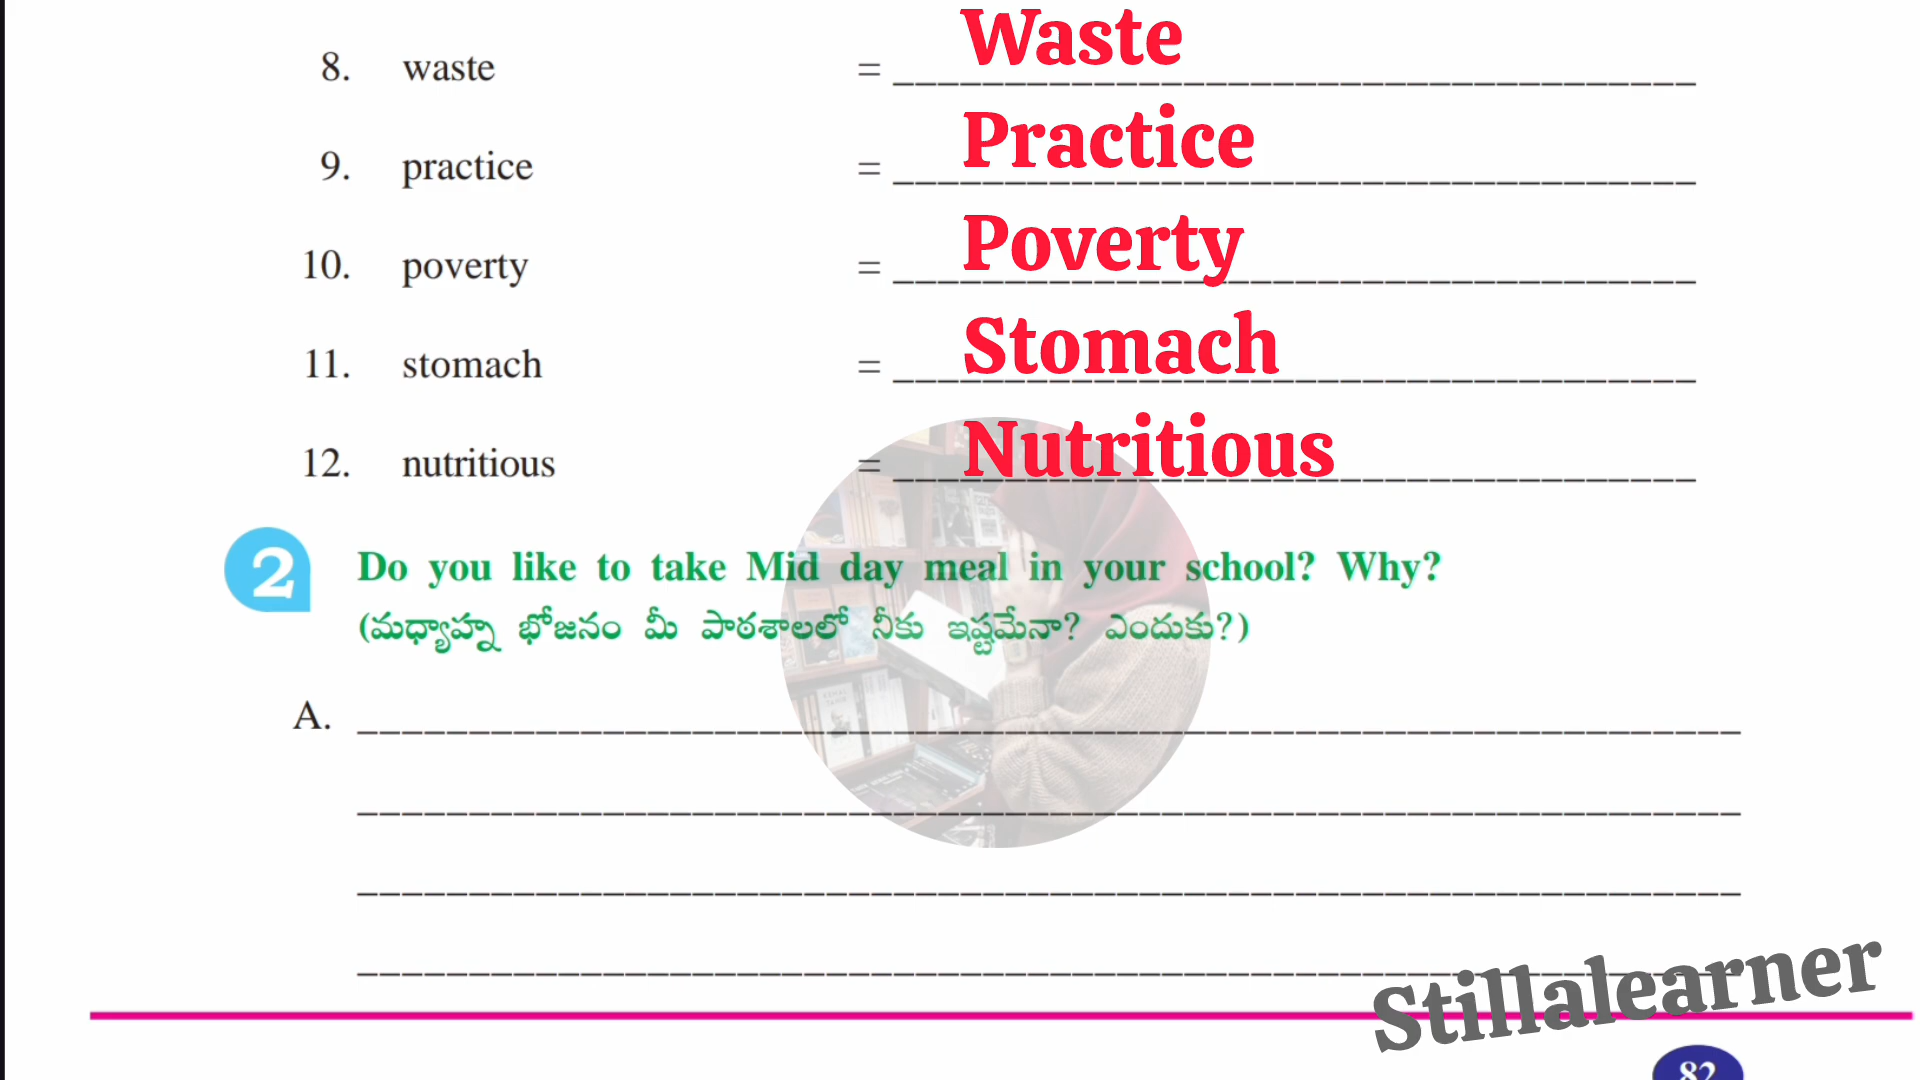 8. waste = Waste
9. practice = Practice
10. poverty = Poverty
11. stomach = Stomach
12. nutritious = Nutritious
2 Do you like to take Mid day meal in your school? Why?
(మధ్యాహ్న భోజనం మీ పాఠశాలలో నీకు ఇష్టమేనా? ఎందుకు?)
A.
Stillalearner
82